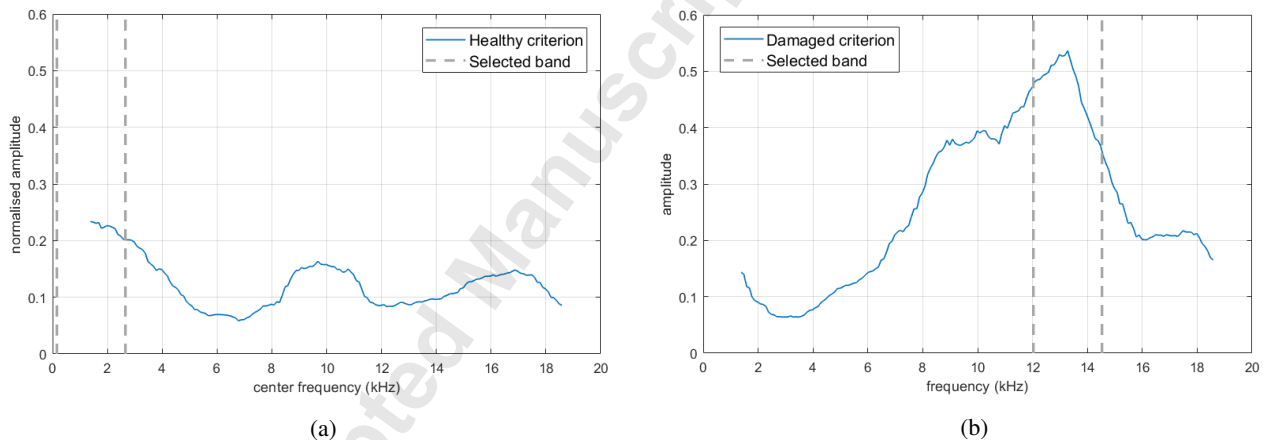 0.6
0.5
0.4
0.3
0.2
0.1
0
normalised amplitude
Healthy criterion
Selected band
0 2 4 6 8 10 12 14 16 18 20
center frequency (kHz)
(a)
0.6
0.5
0.4
0.3
0.2
0.1
0
amplitude
Damaged criterion
Selected band
0 2 4 6 8 10 12 14 16 18 20
frequency (kHz)
(b)
Manuscrip